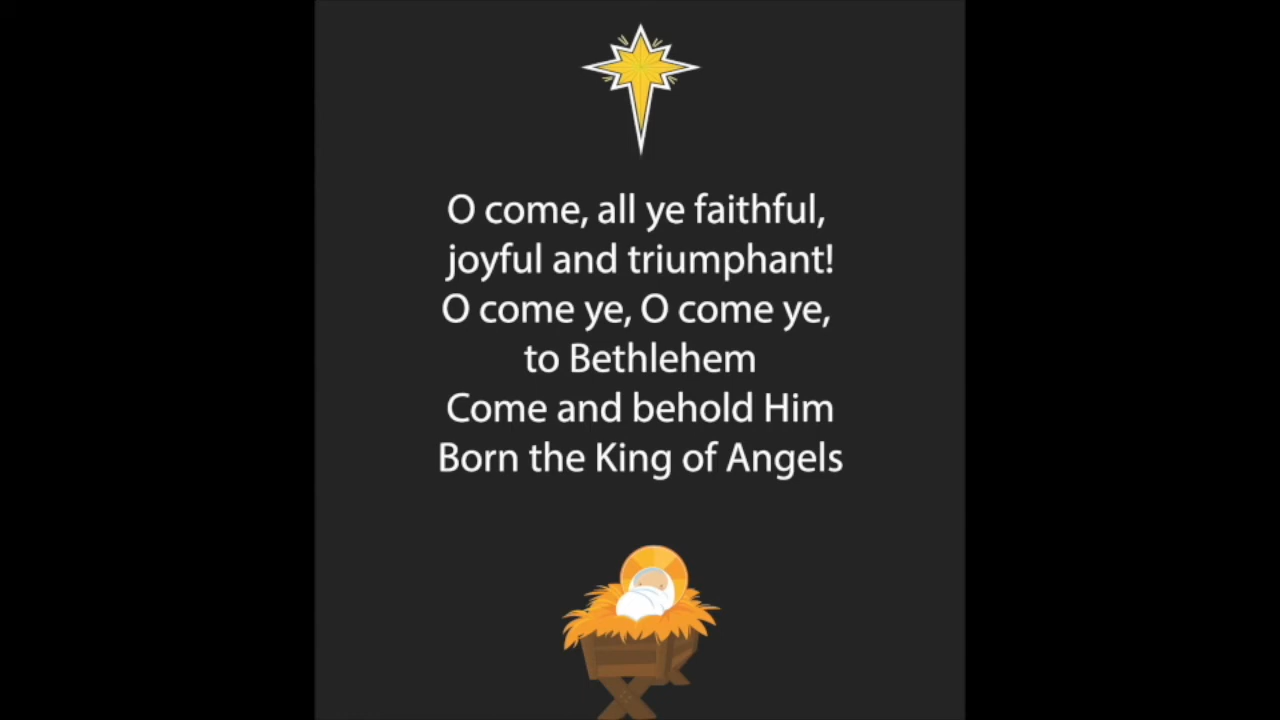 O come, all ye faithful,
joyful and triumphant!
O come ye, O come ye,
to Bethlehem
Come and behold Him
Born the King of Angels